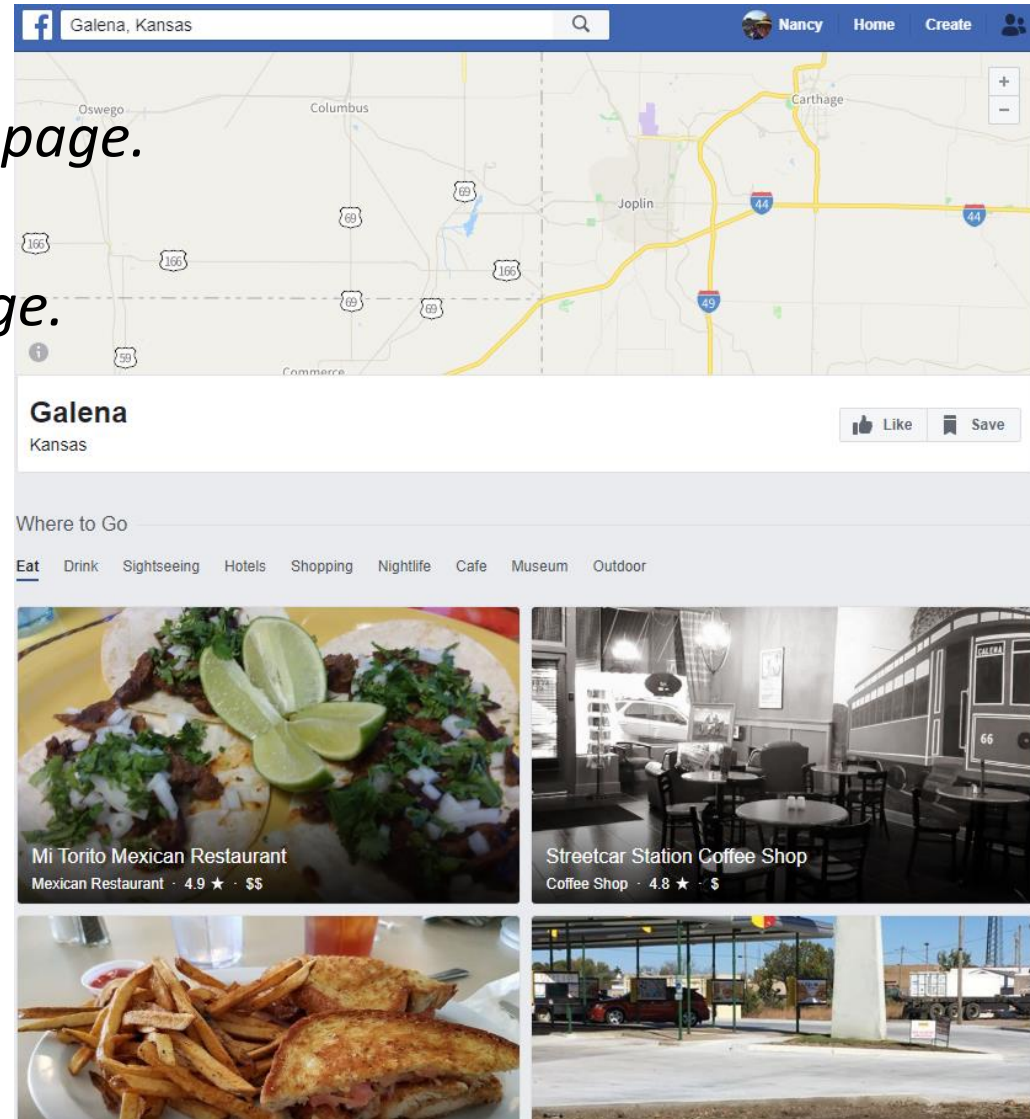 f
Galena, Kansas
Nancy Home Create
page.
ge.
Oswego
Columbus
Carthage
+
−
69
Joplin
44
69
44
166
166
166
69
69
49
59
i
Commerce
Galena
Kansas
Like Save
Where to Go
Eat Drink Sightseeing Hotels Shopping Nightlife Cafe Museum Outdoor
GALENA
66
Mi Torito Mexican Restaurant
Mexican Restaurant · 4.9 ★ · $$
Streetcar Station Coffee Shop
Coffee Shop · 4.8 ★ · $